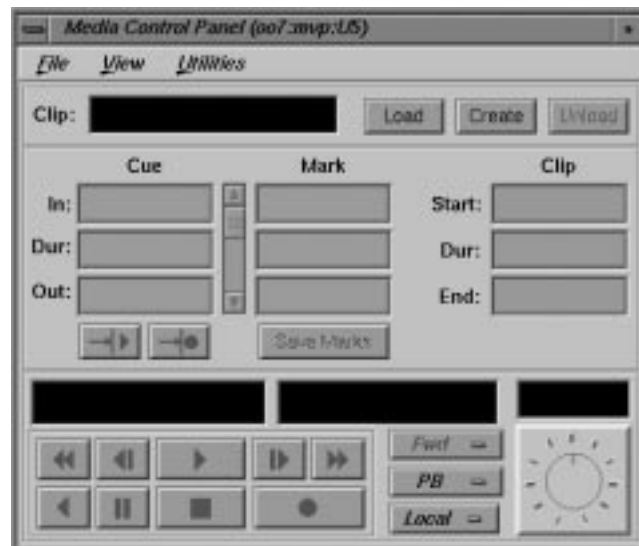 Media Control Panel (oo7:mvp:U5)
File View Utilities
Clip: Load Create Unload
Cue Mark Clip
In: Start:
Dur: Dur:
Out: End:
Save Marks
Fwd
PB
Local